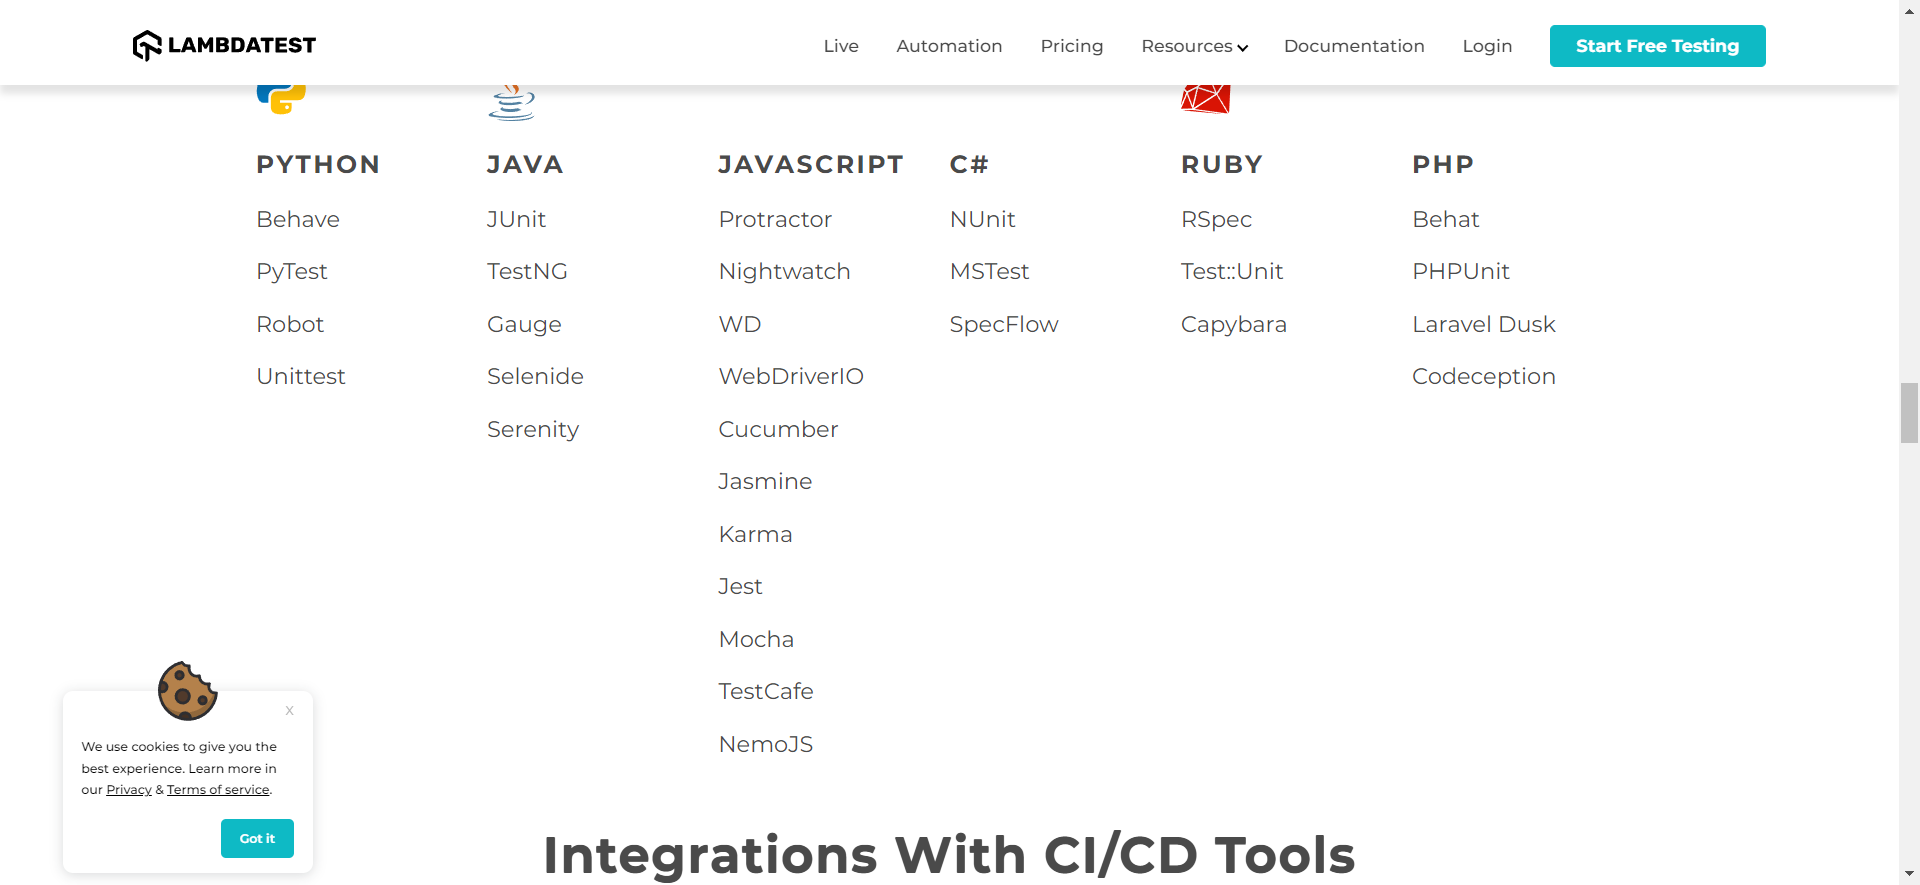 LAMBDATEST
Live
Automation
Pricing
Resources
Documentation
Login
Start Free Testing
PYTHON
Behave
PyTest
Robot
Unittest
JAVA
JUnit
TestNG
Gauge
Selenide
Serenity
JAVASCRIPT
Protractor
Nightwatch
WD
WebDriverIO
Cucumber
Jasmine
Karma
Jest
Mocha
TestCafe
NemoJS
C#
NUnit
MSTest
SpecFlow
RUBY
RSpec
Test::Unit
Capybara
PHP
Behat
PHPUnit
Laravel Dusk
Codeception
X
We use cookies to give you the
best experience. Learn more in
our Privacy & Terms of service.
Got it
Integrations With CI/CD Tools